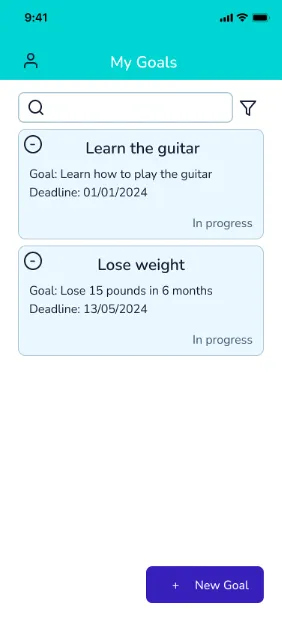 9:41
My Goals
Learn the guitar
Goal: Learn how to play the guitar
Deadline: 01/01/2024
In progress
Lose weight
Goal: Lose 15 pounds in 6 months
Deadline: 13/05/2024
In progress
+ New Goal